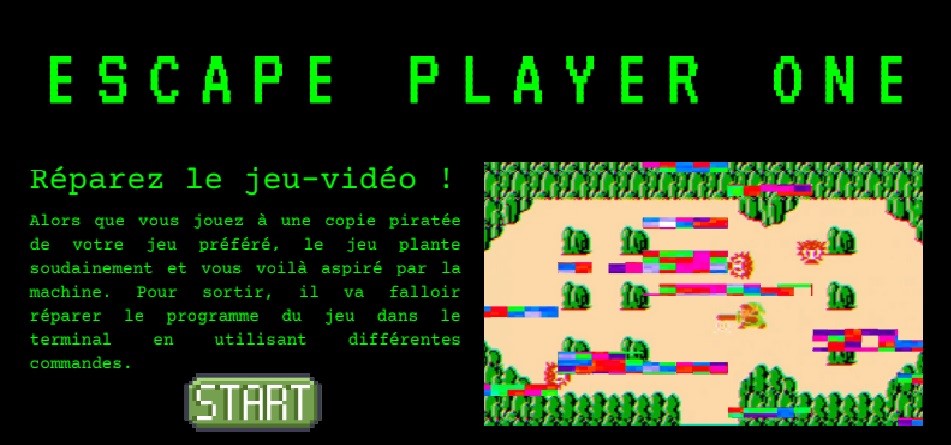 ESCAPE PLAYER ONE
Réparez le jeu-vidéo !
Alors que vous jouez à une copie piratée
de votre jeu préféré, le jeu plante
soudainement et vous voilà aspiré par la
machine. Pour sortir, il va falloir
réparer le programme du jeu dans le
terminal en utilisant différentes
commandes.
START